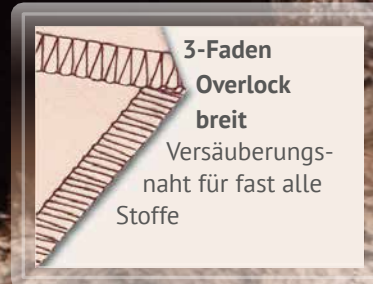 3-Faden
Overlock
breit
Versäuberungs-
naht für fast alle
Stoffe